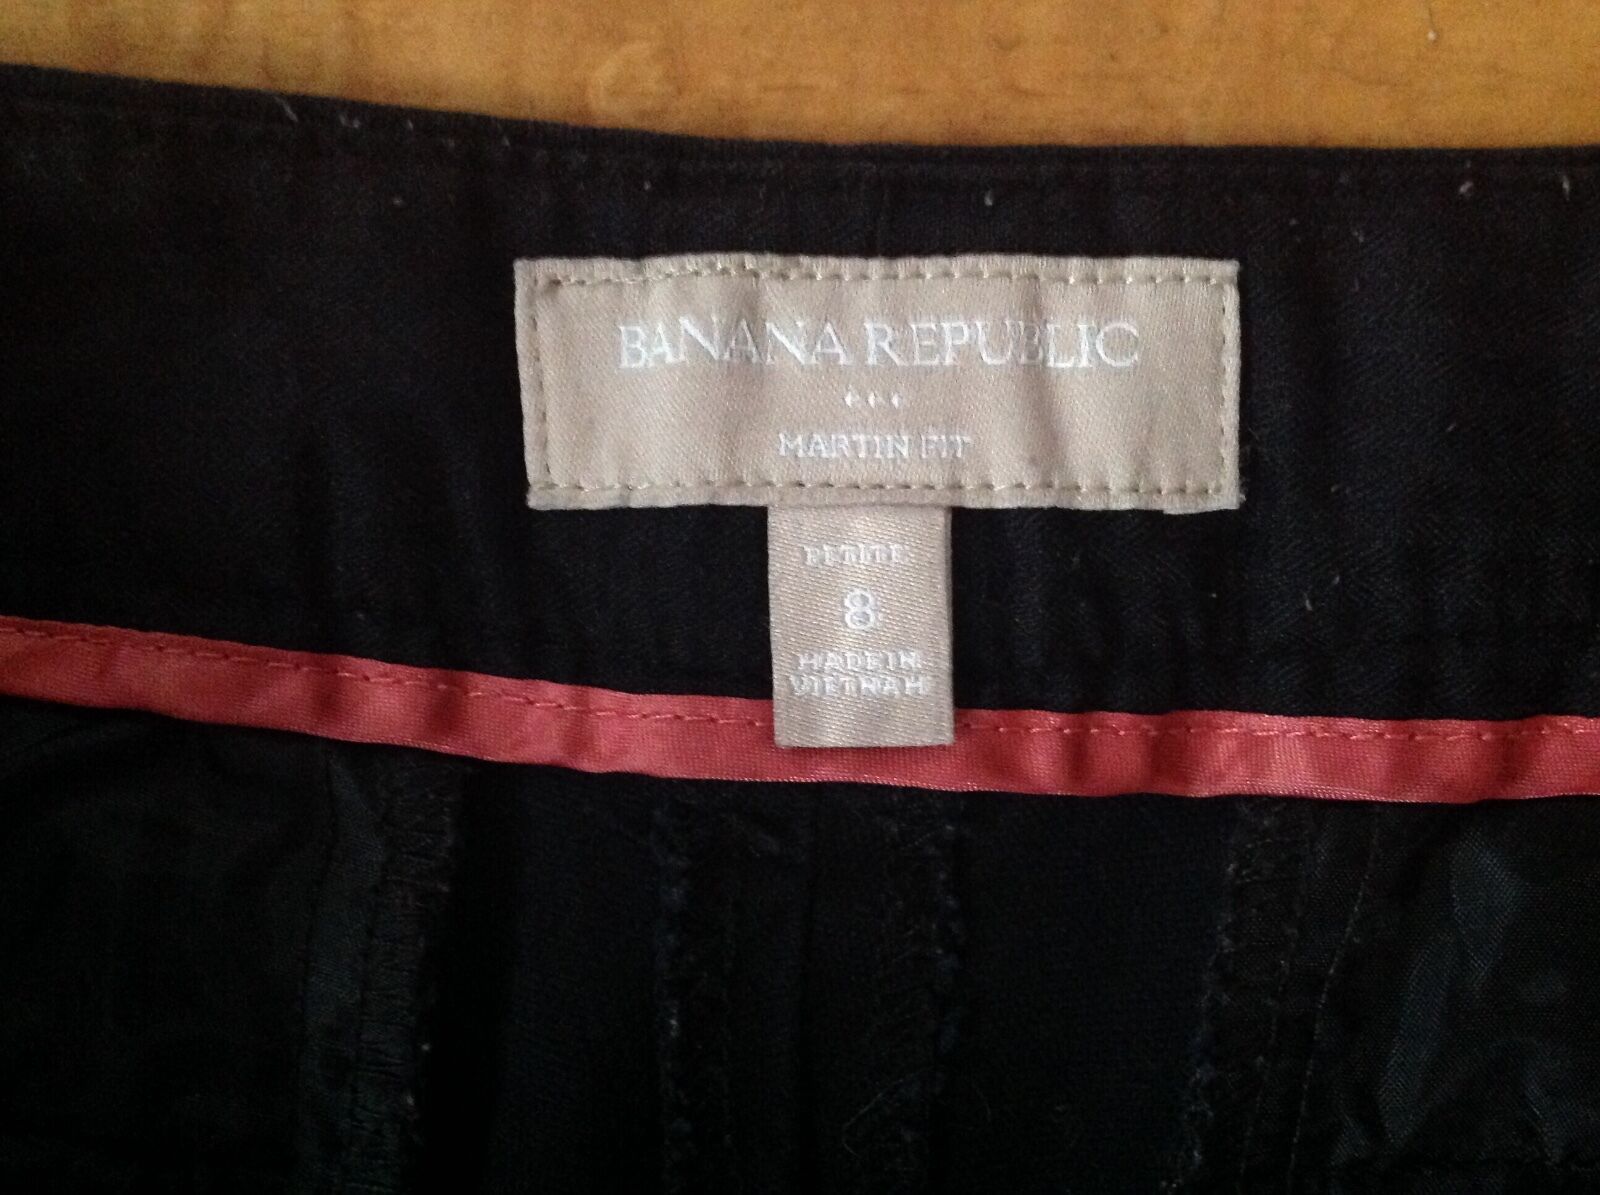 BANANA REPUBLIC
MARTIN FIT
PETITE
8
MADE IN
VIETNAM